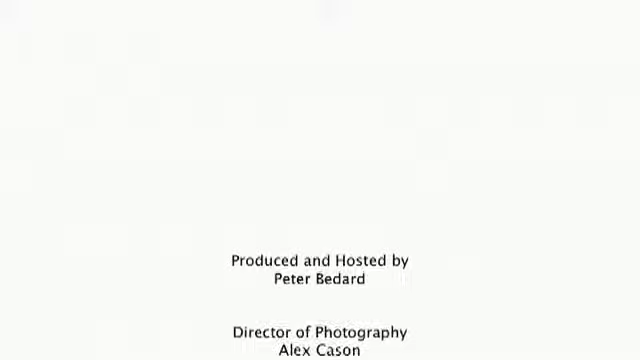 Produced and Hosted by
Peter Bedard
Director of Photography
Alex Cason